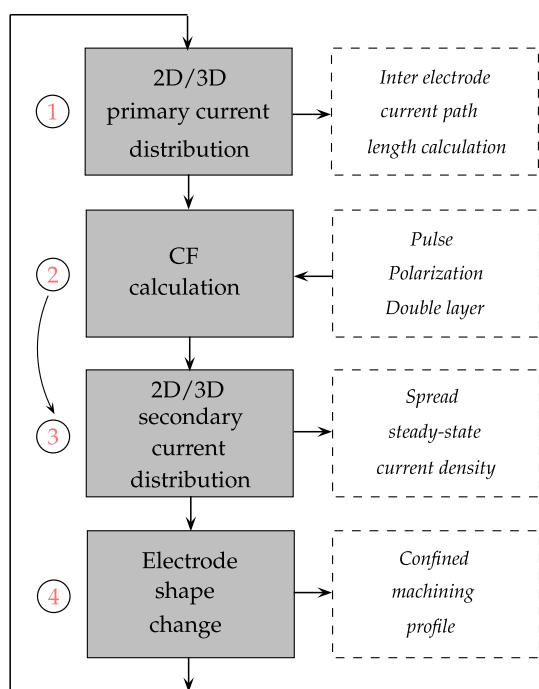 1
2D/3D
primary current
distribution
Inter electrode
current path
length calculation
2
CF
calculation
Pulse
Polarization
Double layer
3
2D/3D
secondary
current
distribution
Spread
steady-state
current density
4
Electrode
shape
change
Confined
machining
profile